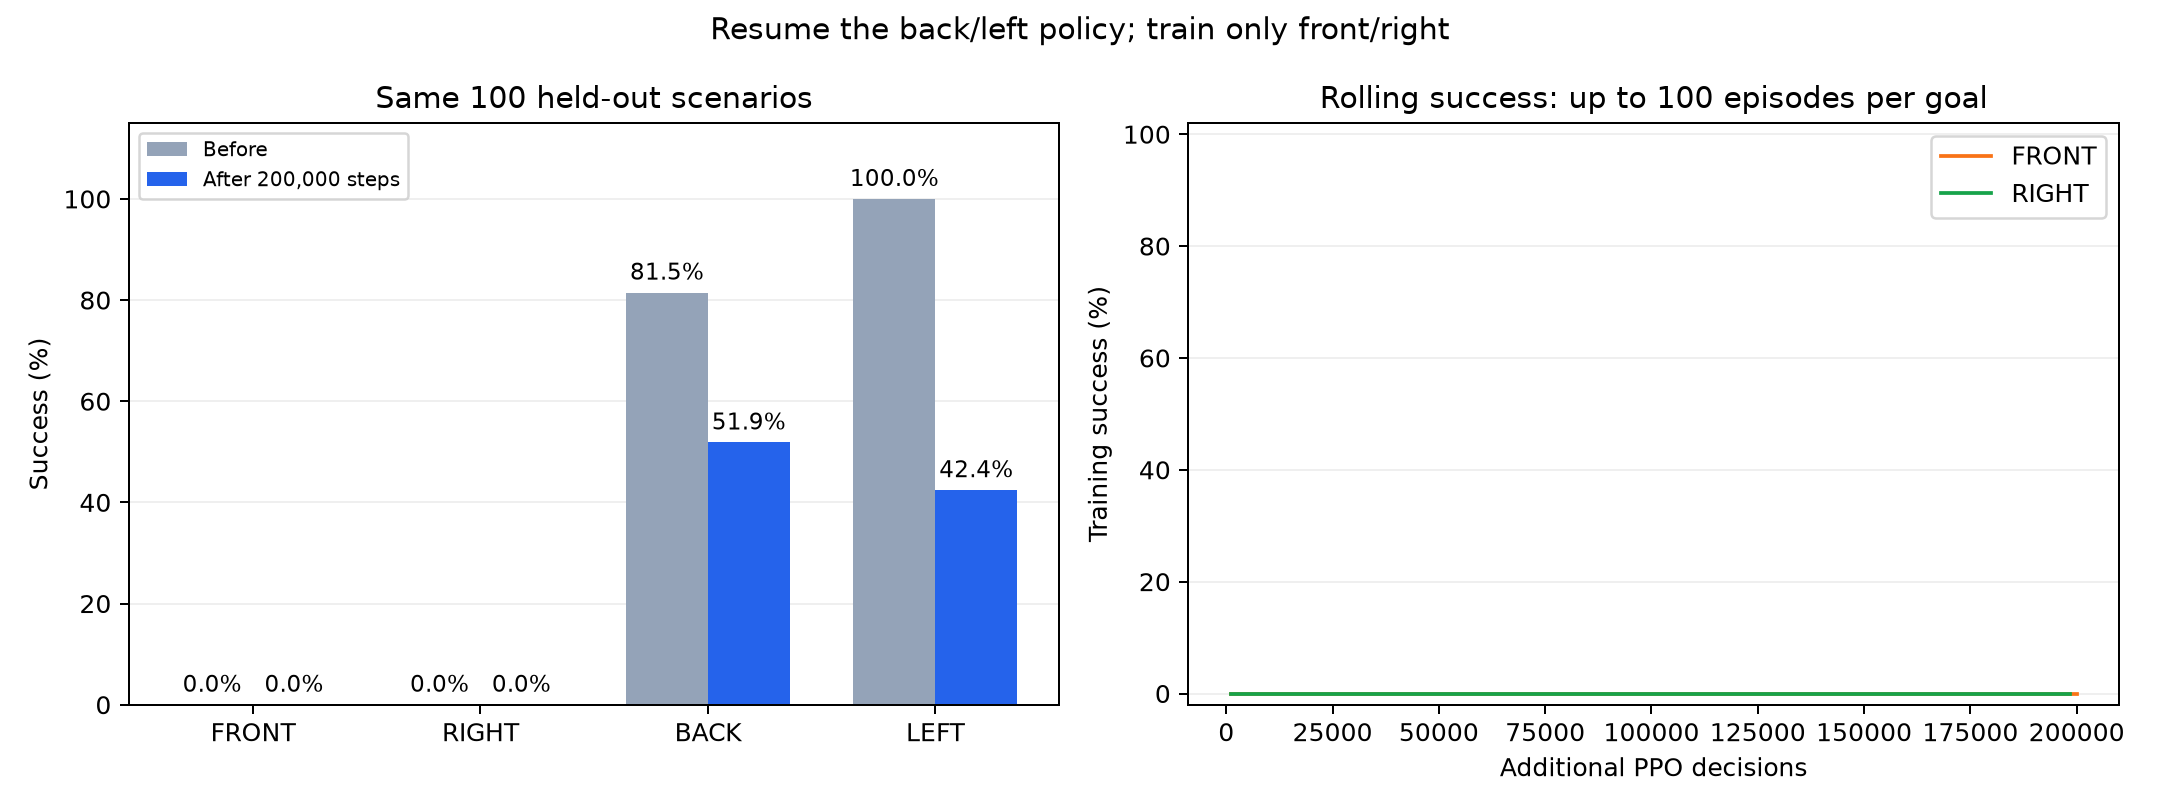 Resume the back/left policy; train only front/right
Same 100 held-out scenarios
Before
After 200,000 steps
Success (%)
100
80
60
40
20
0
0.0%
0.0%
0.0%
0.0%
81.5%
51.9%
100.0%
42.4%
FRONT
RIGHT
BACK
LEFT
Rolling success: up to 100 episodes per goal
FRONT
RIGHT
Training success (%)
100
80
60
40
20
0
0
25000
50000
75000
100000
125000
150000
175000
200000
Additional PPO decisions